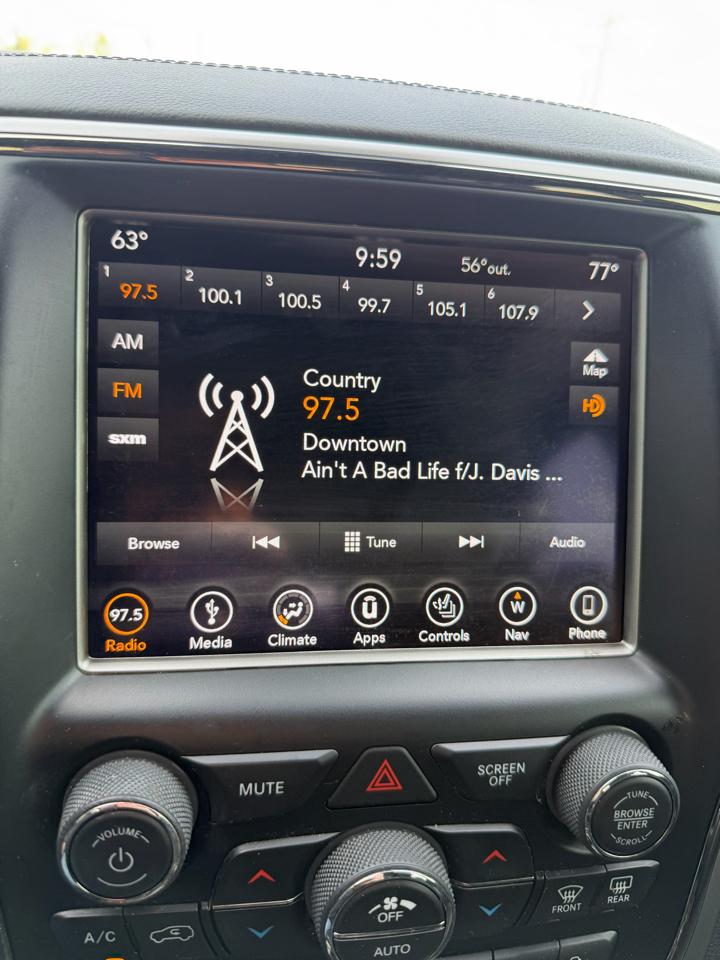 63° 9:59 56°out. 77°
1 97.5 2 100.1 3 100.5 4 99.7 5 105.1 6 107.9
AM
FM
sxm
Country
97.5
Downtown
Ain't A Bad Life f/J. Davis ...
Map
HD
Browse Tune Audio
97.5 W
Radio Media Climate Apps Controls Nav Phone
MUTE
SCREEN
OFF
VOLUME
TUNE
BROWSE
ENTER
SCROLL
OFF
AUTO
FRONT
REAR
A/C